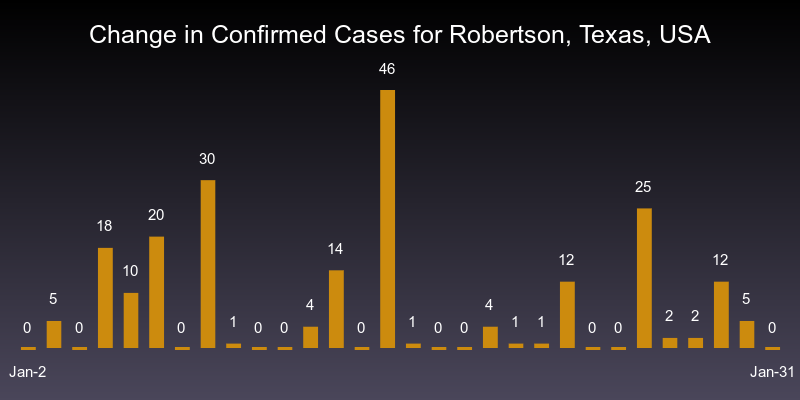 Change in Confirmed Cases for Robertson, Texas, USA
0 5 0 18 10 20 0 30 1 0 0 4 14 0 46 1 0 0 4 1 1 12 0 0 25 2 2 12 5 0
Jan-2 Jan-31